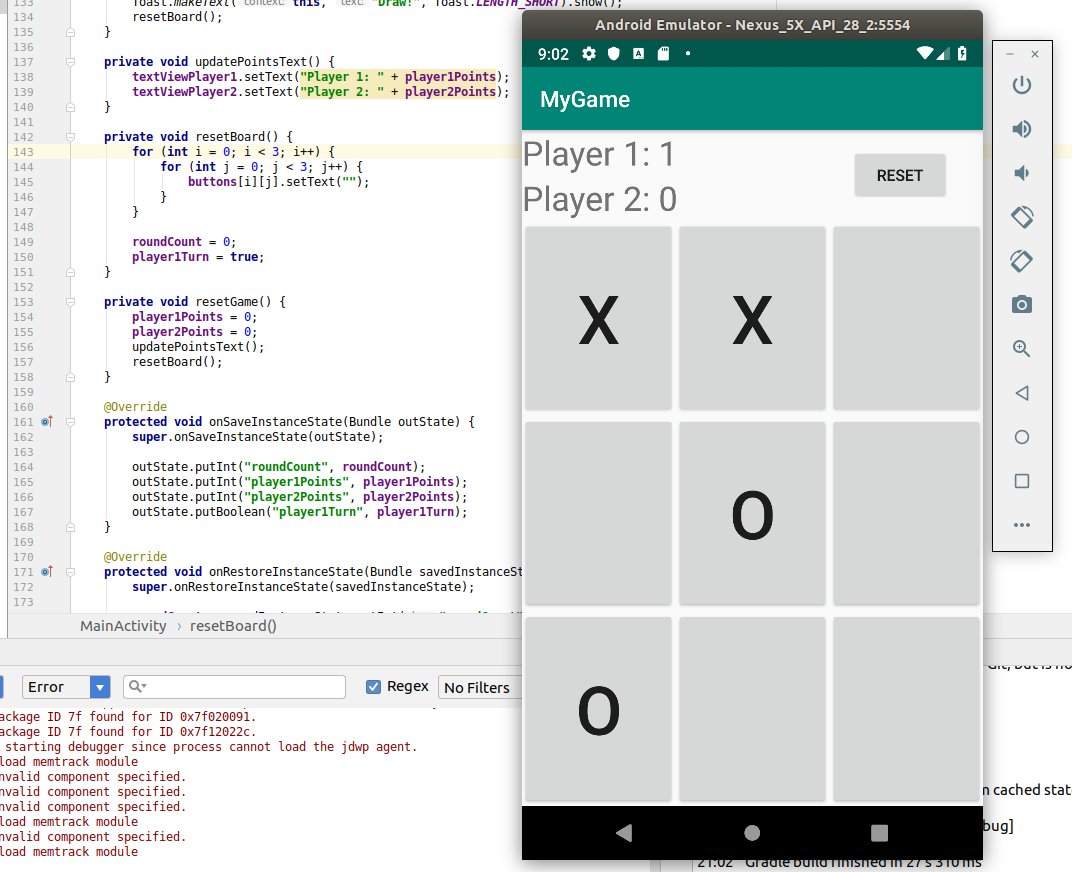 133 Toast.makeText( context: this, text: "Draw!", Toast.LENGTH_SHORT).show();
134 resetBoard();
135 }
136
137 private void updatePointsText() {
138 textViewPlayer1.setText("Player 1: " + player1Points);
139 textViewPlayer2.setText("Player 2: " + player2Points);
140 }
141
142 private void resetBoard() {
143 for (int i = 0; i < 3; i++) {
144 for (int j = 0; j < 3; j++) {
145 buttons[i][j].setText("");
146 }
147 }
148
149 roundCount = 0;
150 player1Turn = true;
151 }
152
153 private void resetGame() {
154 player1Points = 0;
155 player2Points = 0;
156 updatePointsText();
157 resetBoard();
158 }
159
160 @Override
161 protected void onSaveInstanceState(Bundle outState) {
162 super.onSaveInstanceState(outState);
163
164 outState.putInt("roundCount", roundCount);
165 outState.putInt("player1Points", player1Points);
166 outState.putInt("player2Points", player2Points);
167 outState.putBoolean("player1Turn", player1Turn);
168 }
169
170 @Override
171 protected void onRestoreInstanceState(Bundle savedInstanceSt
172 super.onRestoreInstanceState(savedInstanceState);
173
MainActivity › resetBoard()
Error
Regex
No Filters
ackage ID 7f found for ID 0x7f020091.
ackage ID 7f found for ID 0x7f12022c.
starting debugger since process cannot load the jdwp agent.
load memtrack module
nvalid component specified.
nvalid component specified.
nvalid component specified.
load memtrack module
nvalid component specified.
load memtrack module
Android Emulator - Nexus_5X_API_28_2:5554
9:02
MyGame
Player 1: 1
Player 2: 0
RESET
X X
O
O
m cached stat
bug]
21:02 Gradle build finished in 27 s 310 ms